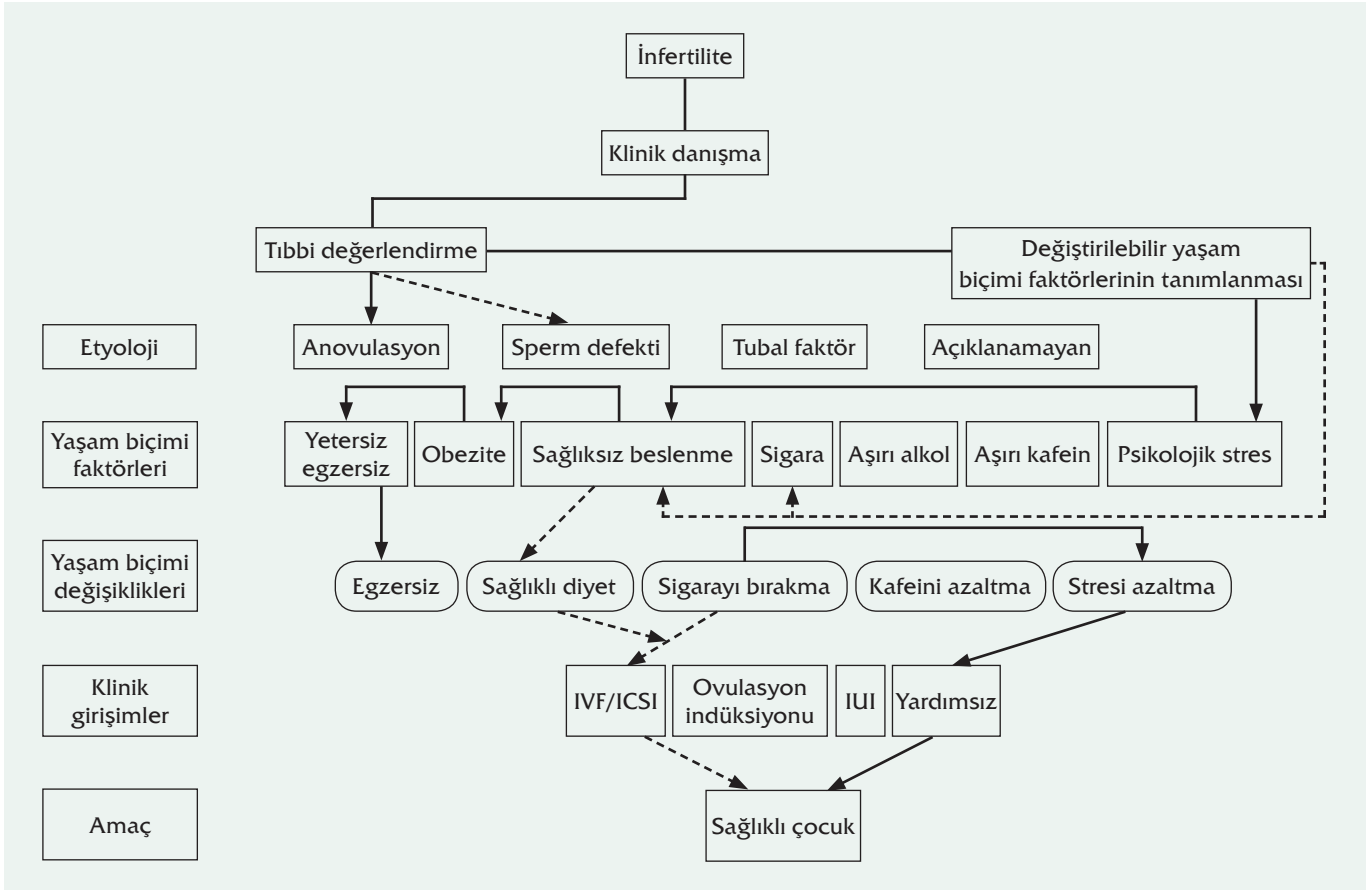 İnfertilite
Klinik danışma
Tıbbi değerlendirme
Değiştirilebilir yaşam
biçimi faktörlerinin tanımlanması
Etyoloji
Anovulasyon
Sperm defekti
Tubal faktör
Açıklanamayan
Yaşam biçimi
faktörleri
Yetersiz
egzersiz
Obezite
Sağlıksız beslenme
Sigara
Aşırı alkol
Aşırı kafein
Psikolojik stres
Yaşam biçimi
değişiklikleri
Egzersiz
Sağlıklı diyet
Sigarayı bırakma
Kafeini azaltma
Stresi azaltma
Klinik
girişimler
IVF/ICSI
Ovulasyon
indüksiyonu
IUI
Yardımsız
Amaç
Sağlıklı çocuk